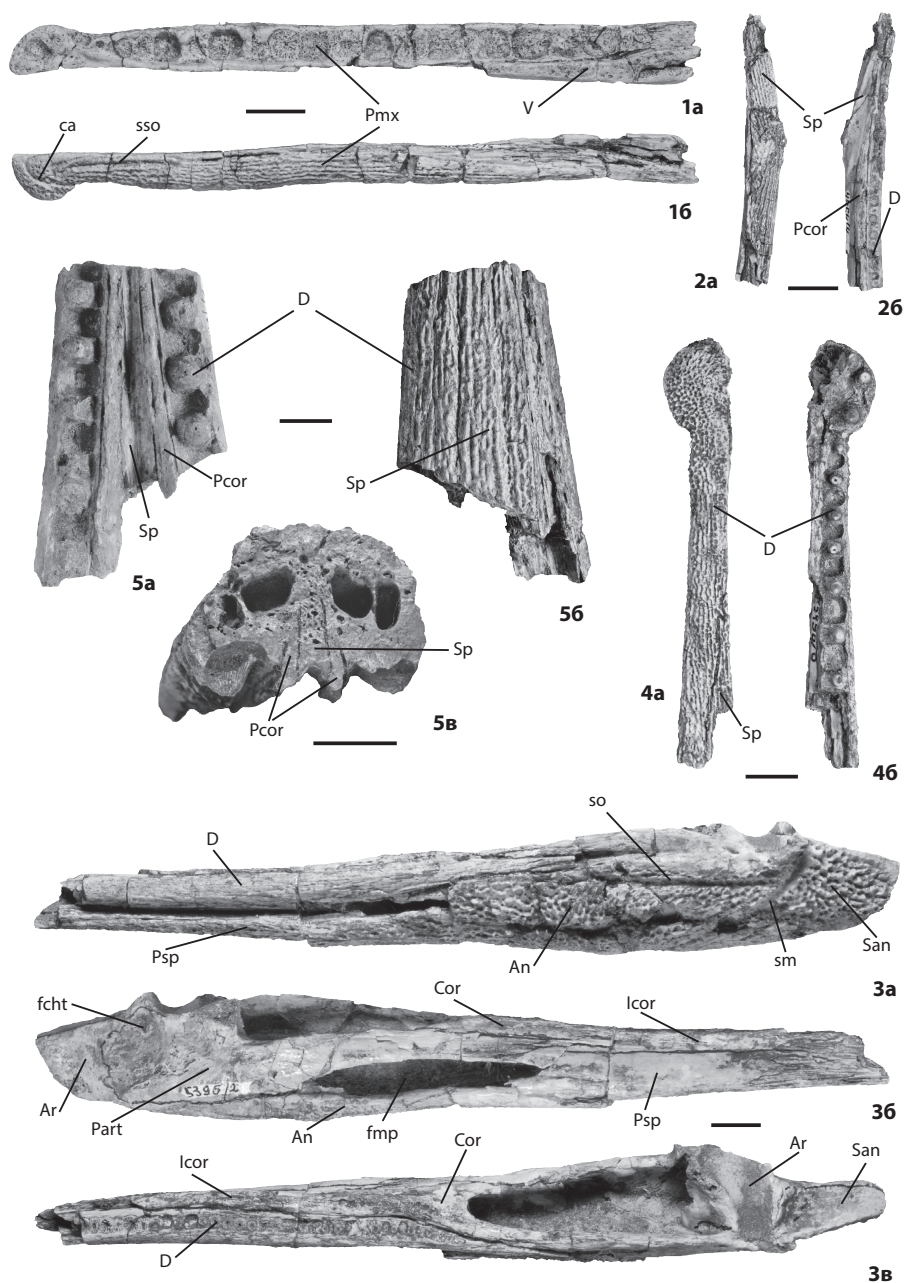 1а
Pmx
V
ca
sso
1б
Sp
Pcor
D
2а
2б
D
Sp
Pcor
Sp
5а
5б
Sp
Pcor
5в
D
Sp
4а
4б
so
D
Psp
An
sm
San
3а
fcht
Cor
Icor
5395/2
Ar
Part
An
fmp
Psp
3б
Icor
Cor
Ar
San
D
3в